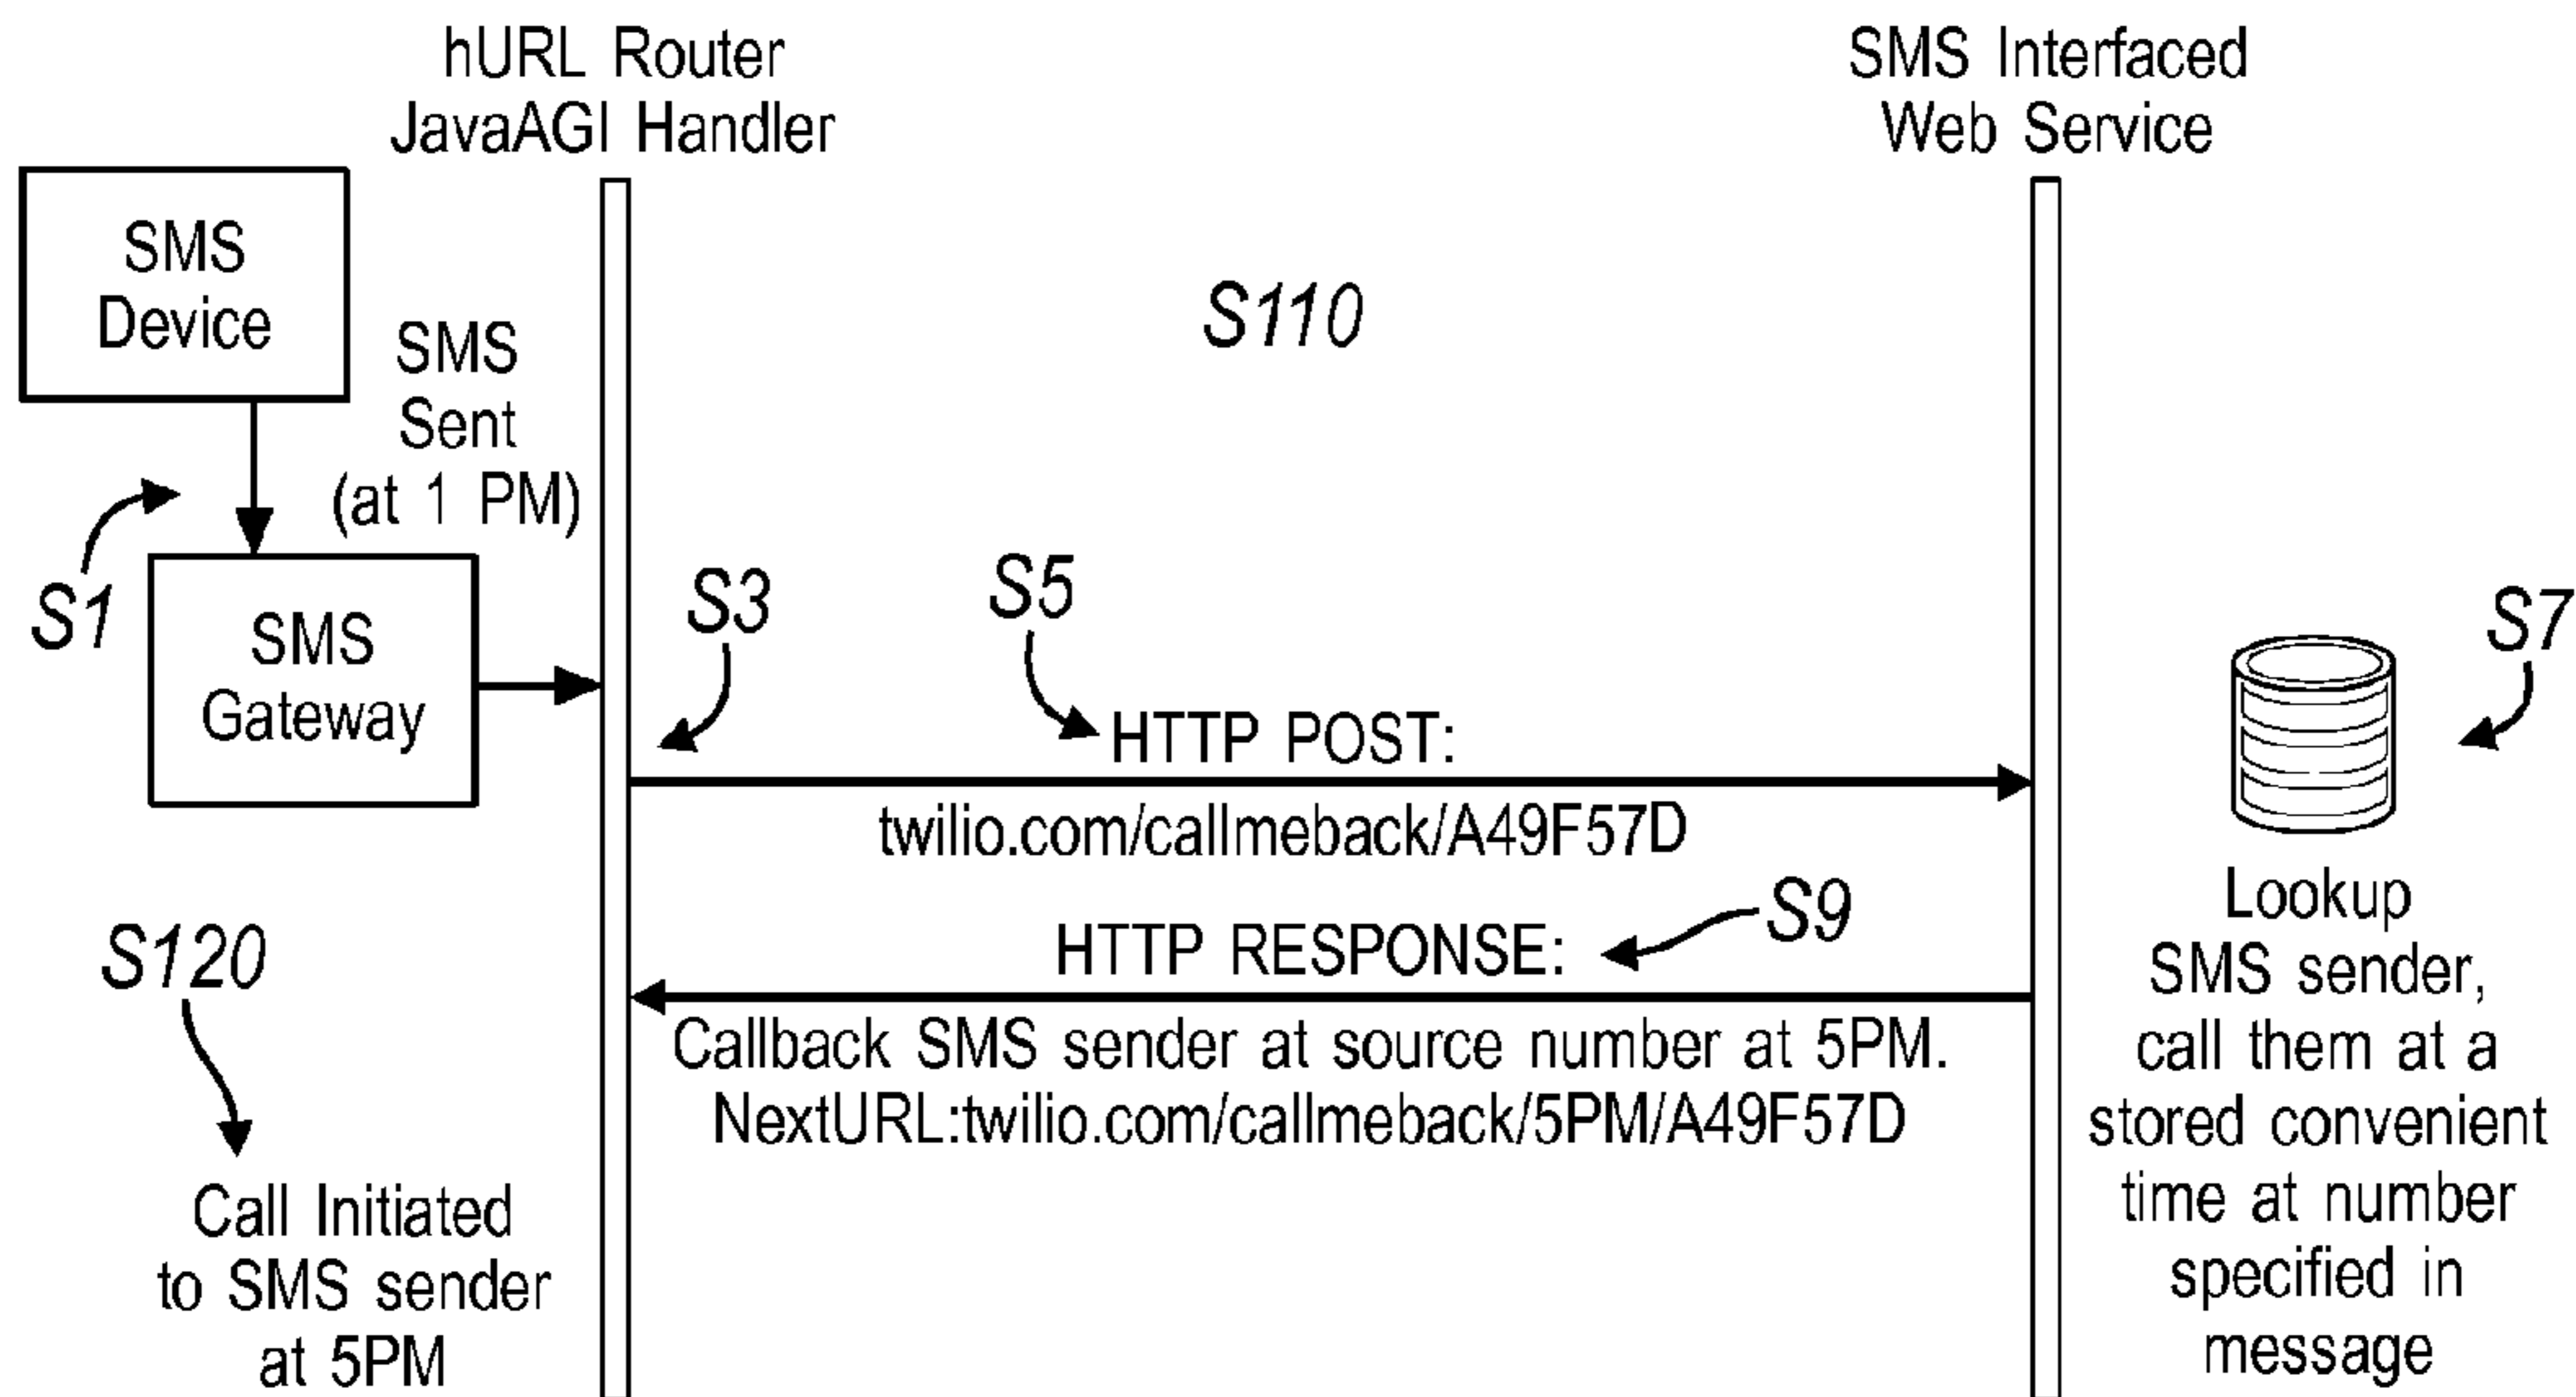 hURL Router
JavaAGI Handler
SMS Interfaced
Web Service
SMS
Device
SMS
Sent
(at 1 PM)
S110
S1
SMS
Gateway
S3
S5
S7
HTTP POST:
twilio.com/callmeback/A49F57D
HTTP RESPONSE:
S9
Callback SMS sender at source number at 5PM.
NextURL:twilio.com/callmeback/5PM/A49F57D
Lookup
SMS sender,
call them at a
stored convenient
time at number
specified in
message
S120
Call Initiated
to SMS sender
at 5PM